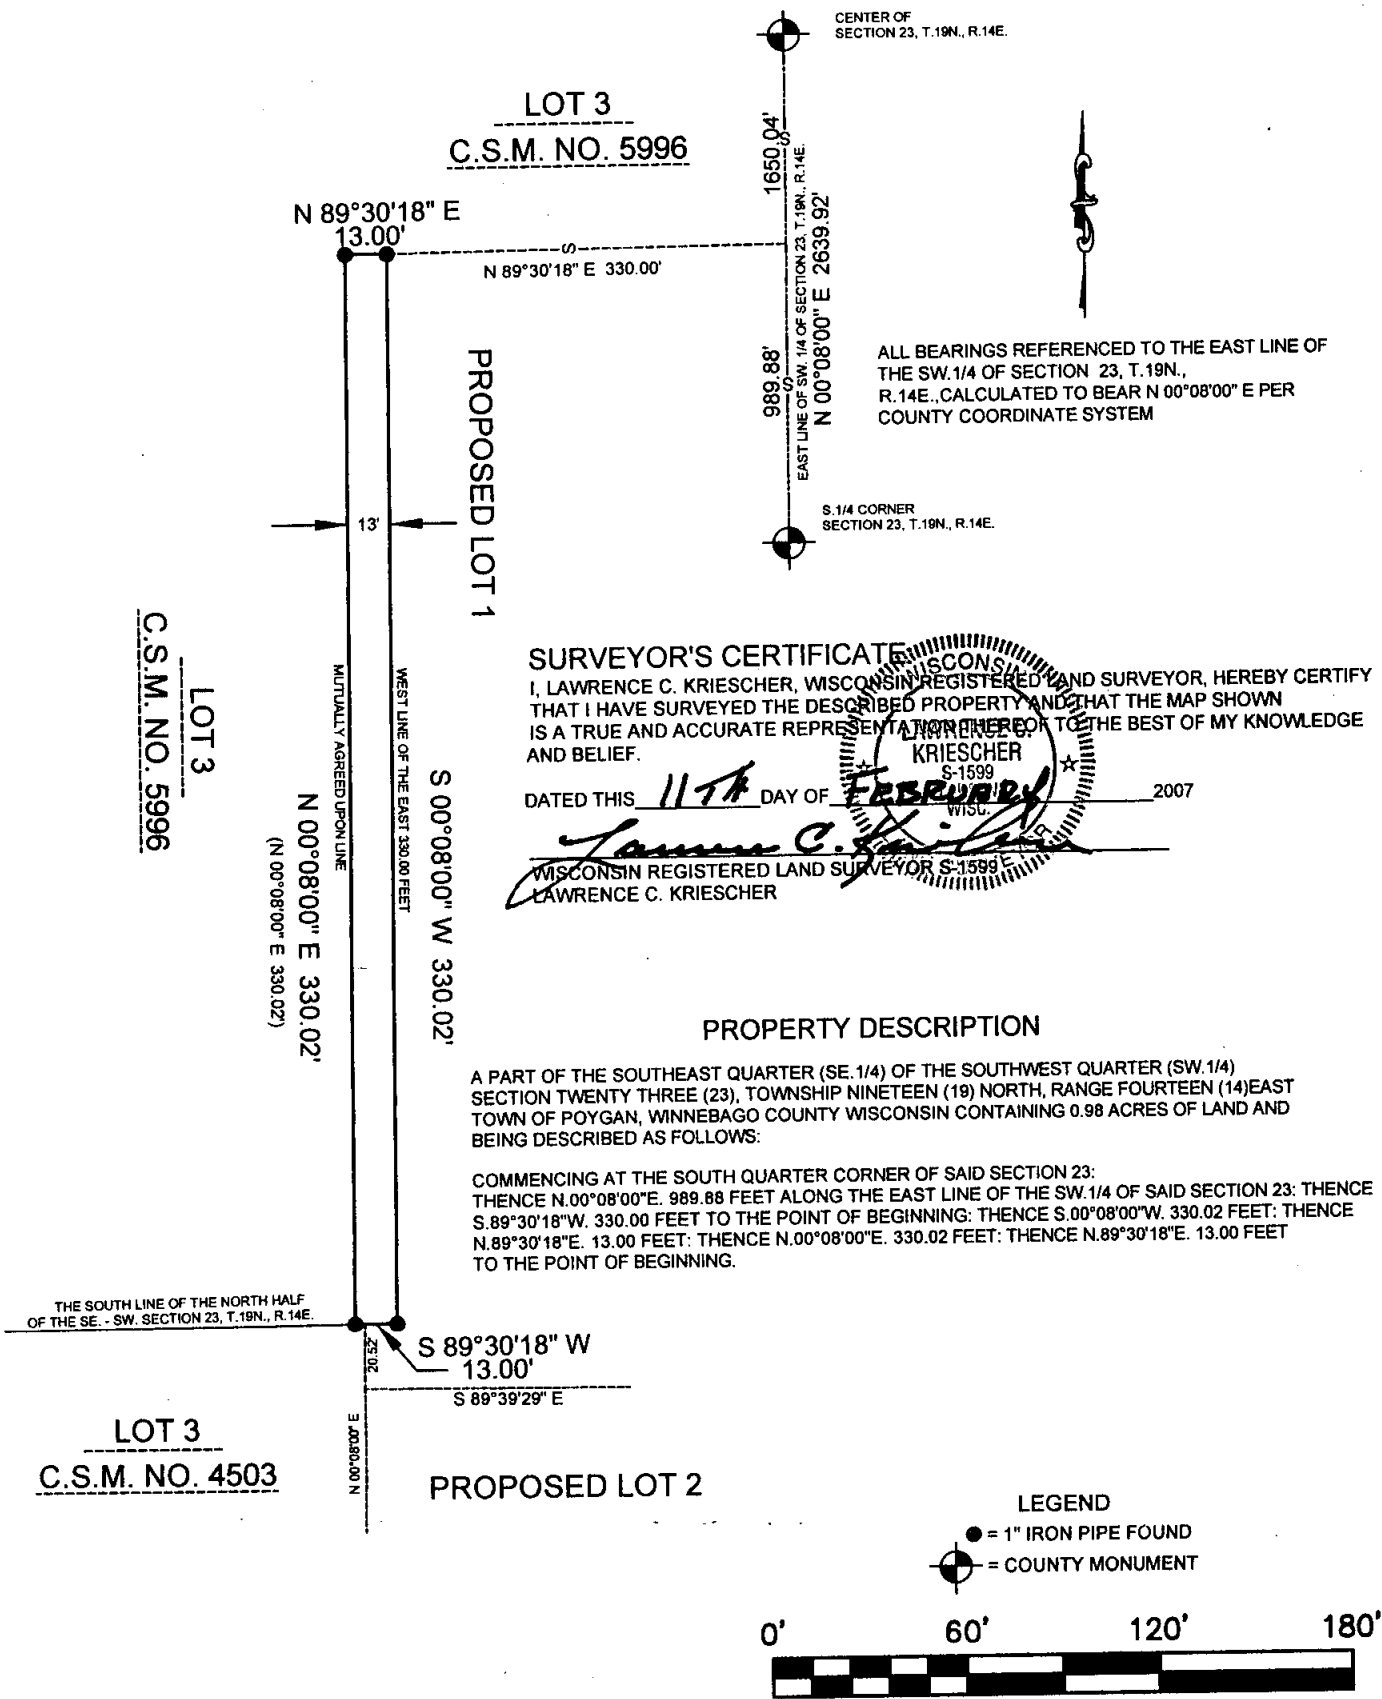 CENTER OF
SECTION 23, T.19N., R.14E.
LOT 3
C.S.M. NO. 5996
N 89°30'18" E
13.00'
S
N 89°30'18" E 330.00'
1650.04'
S
989.88'
S
EAST LINE OF SW. 1/4 OF SECTION 23, T.19N., R.14E.
N 00°08'00" E 2639.92'
ALL BEARINGS REFERENCED TO THE EAST LINE OF
THE SW.1/4 OF SECTION 23, T.19N.,
R.14E.,CALCULATED TO BEAR N 00°08'00" E PER
COUNTY COORDINATE SYSTEM
S.1/4 CORNER
SECTION 23, T.19N., R.14E.
PROPOSED LOT 1
13'
LOT 3
C.S.M. NO. 5996
MUTUALLY AGREED UPON LINE
WEST LINE OF THE EAST 330.00 FEET
N 00°08'00" E 330.02'
(N 00°08'00" E 330.02')
S 00°08'00" W 330.02'
SURVEYOR'S CERTIFICATE
I, LAWRENCE C. KRIESCHER, WISCONSIN REGISTERED LAND SURVEYOR, HEREBY CERTIFY
THAT I HAVE SURVEYED THE DESCRIBED PROPERTY AND THAT THE MAP SHOWN
IS A TRUE AND ACCURATE REPRESENTATION THEREOF TO THE BEST OF MY KNOWLEDGE
AND BELIEF.
WISCONSIN
LAWRENCE C.
KRIESCHER
S-1599
WISC.
DATED THIS 11TH DAY OF FEBRUARY 2007
WISCONSIN REGISTERED LAND SURVEYOR S-1599
LAWRENCE C. KRIESCHER
PROPERTY DESCRIPTION
A PART OF THE SOUTHEAST QUARTER (SE.1/4) OF THE SOUTHWEST QUARTER (SW.1/4)
SECTION TWENTY THREE (23), TOWNSHIP NINETEEN (19) NORTH, RANGE FOURTEEN (14)EAST
TOWN OF POYGAN, WINNEBAGO COUNTY WISCONSIN CONTAINING 0.98 ACRES OF LAND AND
BEING DESCRIBED AS FOLLOWS:
COMMENCING AT THE SOUTH QUARTER CORNER OF SAID SECTION 23:
THENCE N.00°08'00"E. 989.88 FEET ALONG THE EAST LINE OF THE SW.1/4 OF SAID SECTION 23: THENCE
S.89°30'18"W. 330.00 FEET TO THE POINT OF BEGINNING: THENCE S.00°08'00"W. 330.02 FEET: THENCE
N.89°30'18"E. 13.00 FEET: THENCE N.00°08'00"E. 330.02 FEET: THENCE N.89°30'18"E. 13.00 FEET
TO THE POINT OF BEGINNING.
THE SOUTH LINE OF THE NORTH HALF
OF THE SE. - SW. SECTION 23, T.19N., R.14E.
20.52'
S 89°30'18" W
13.00'
S 89°39'29" E
N 00°08'00" E
LOT 3
C.S.M. NO. 4503
PROPOSED LOT 2
LEGEND
= 1" IRON PIPE FOUND
= COUNTY MONUMENT
0' 60' 120' 180'